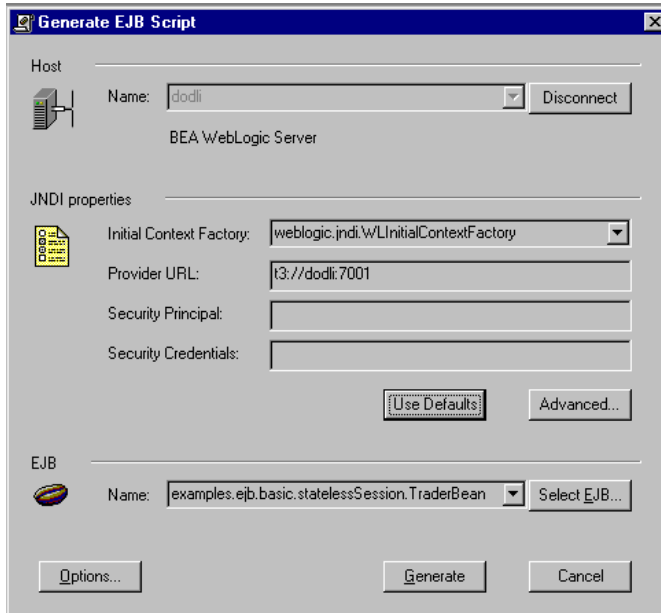 Generate EJB Script
Host
Name: dodli Disconnect
BEA WebLogic Server
JNDI properties
Initial Context Factory: weblogic.jndi.WLInitialContextFactory
Provider URL: t3://dodli:7001
Security Principal:
Security Credentials:
Use Defaults Advanced...
EJB
Name: examples.ejb.basic.statelessSession.TraderBean Select EJB...
Options... Generate Cancel